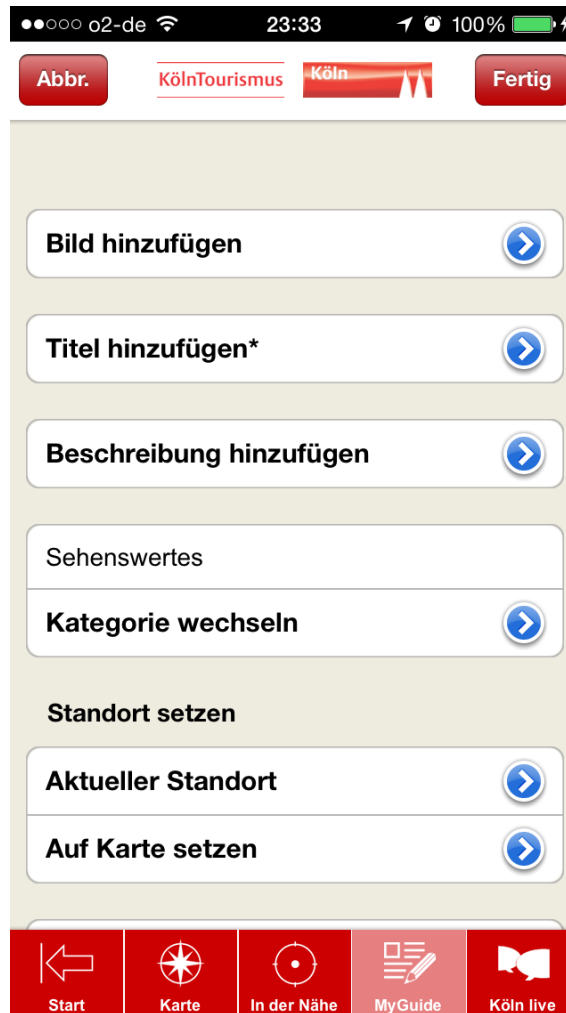 o2-de 23:33 100%
Abbr. KölnTourismus Köln Fertig
Bild hinzufügen
Titel hinzufügen*
Beschreibung hinzufügen
Sehenswertes
Kategorie wechseln
Standort setzen
Aktueller Standort
Auf Karte setzen
Start Karte In der Nähe MyGuide Köln live